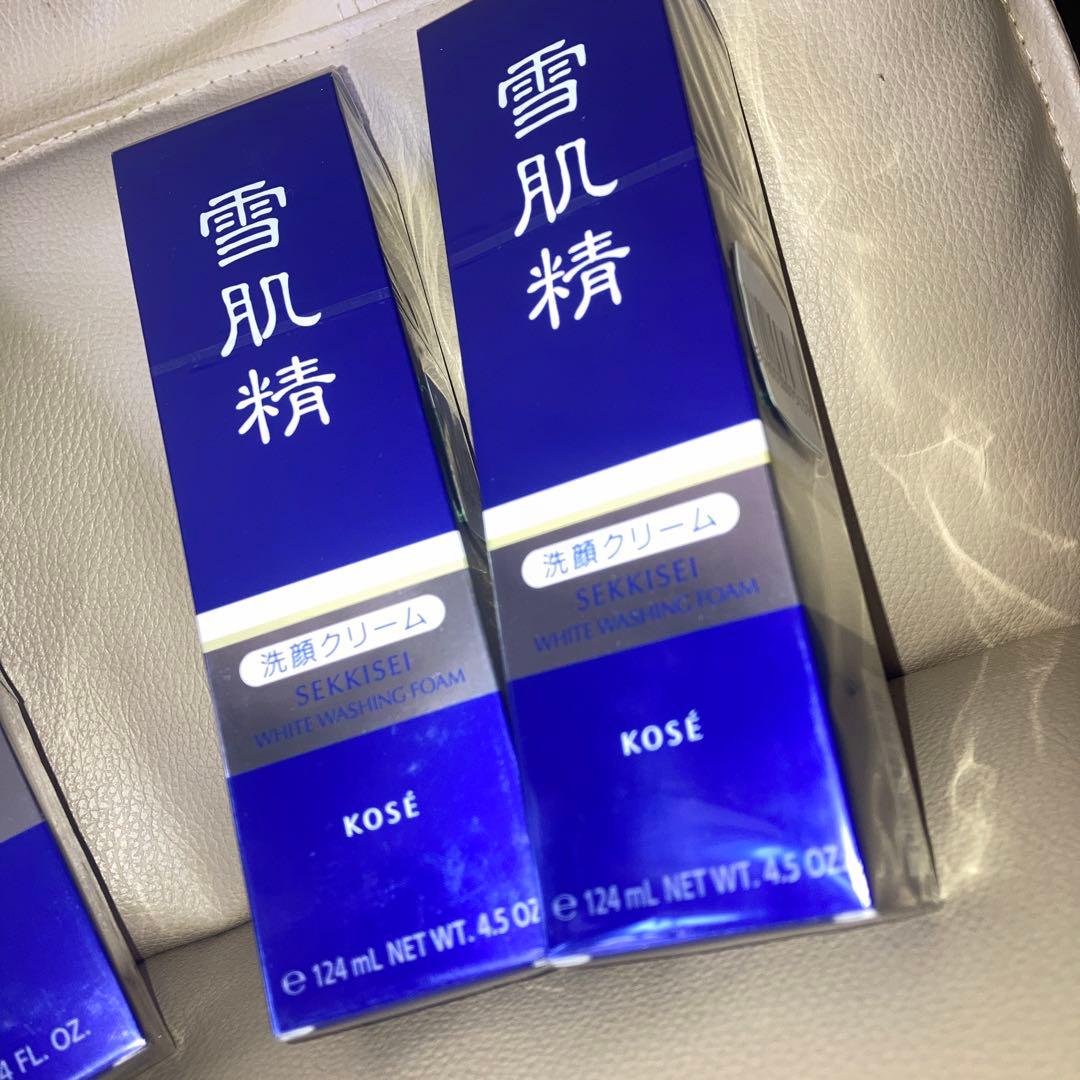 雪肌精
洗顔クリーム
SEKKISEI
WHITE WASHING FOAM
KOSÉ
℮ 124 mL NET WT. 4.5 OZ
雪肌精
洗顔クリーム
SEKKISEI
WHITE WASHING FOAM
KOSÉ
℮ 124 mL NET WT. 4.5 OZ.
4 FL. OZ.